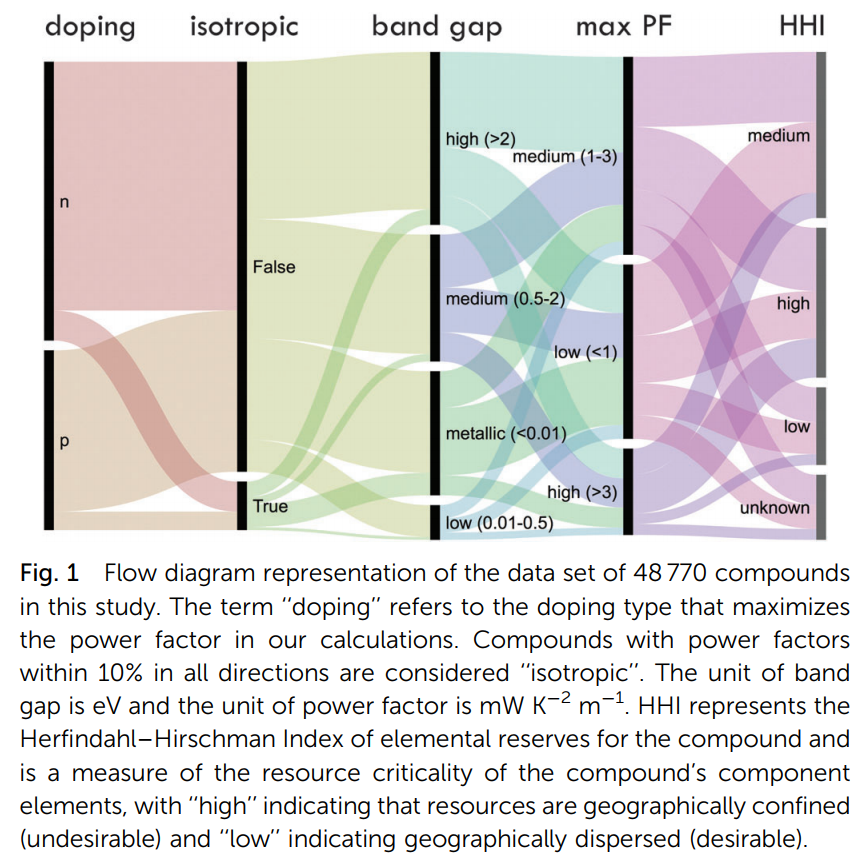 doping isotropic band gap max PF HHI
n
p
False
True
high (>2)
medium (0.5-2)
metallic (<0.01)
low (0.01-0.5)
medium (1-3)
low (<1)
high (>3)
medium
high
low
unknown
Fig. 1 Flow diagram representation of the data set of 48 770 compounds
in this study. The term “doping” refers to the doping type that maximizes
the power factor in our calculations. Compounds with power factors
within 10% in all directions are considered “isotropic”. The unit of band
gap is eV and the unit of power factor is mW K⁻² m⁻¹. HHI represents the
Herfindahl–Hirschman Index of elemental reserves for the compound and
is a measure of the resource criticality of the compound’s component
elements, with “high” indicating that resources are geographically confined
(undesirable) and “low” indicating geographically dispersed (desirable).